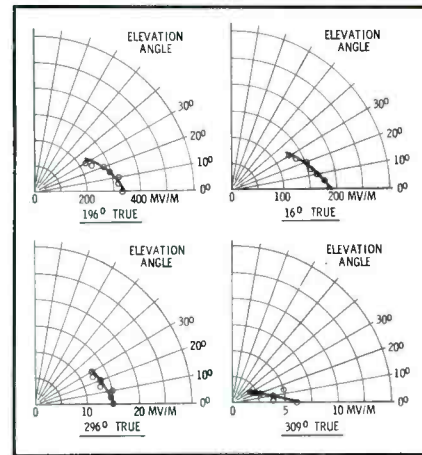 ELEVATION
ANGLE
30°
20°
10°
0°
0 200 400 MV/M
196° TRUE
ELEVATION
ANGLE
30°
20°
10°
0°
0 100 200 MV/M
16° TRUE
ELEVATION
ANGLE
30°
20°
10°
0°
0 10 20 MV/M
296° TRUE
ELEVATION
ANGLE
30°
20°
10°
0°
0 5 10 MV/M
309° TRUE